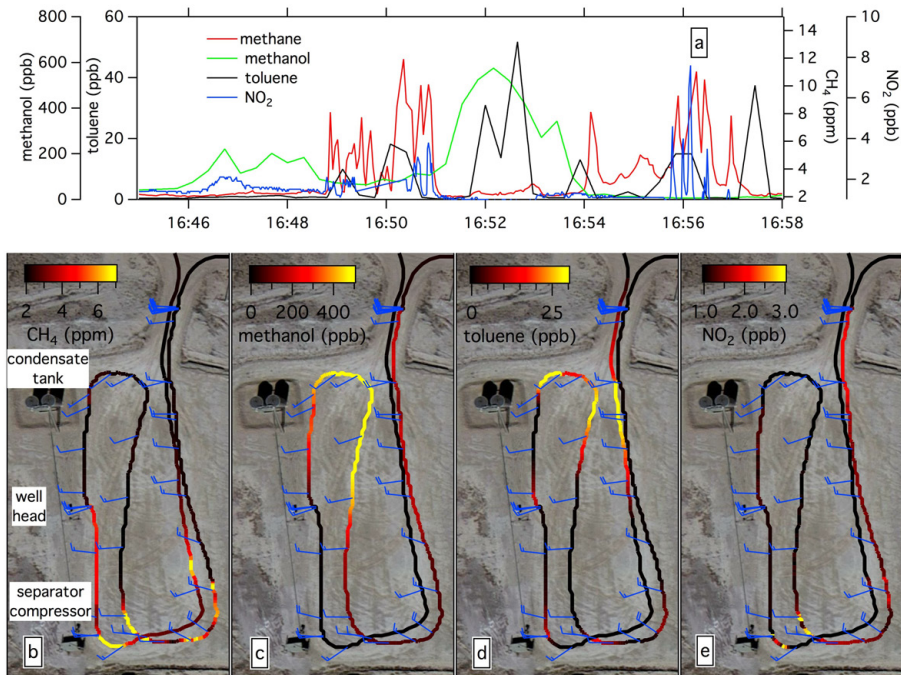 800
600
400
200
0
methanol (ppb)
60
40
20
0
toluene (ppb)
methane
methanol
toluene
NO2
a
14
12
10
8
6
4
2
CH4 (ppm)
10
8
6
4
2
NO2 (ppb)
16:46 16:48 16:50 16:52 16:54 16:56 16:58
2 4 6
CH4 (ppm)
condensate
tank
well
head
separator
compressor
b
0 200 400
methanol (ppb)
c
0 25
toluene (ppb)
d
1.0 2.0 3.0
NO2 (ppb)
e